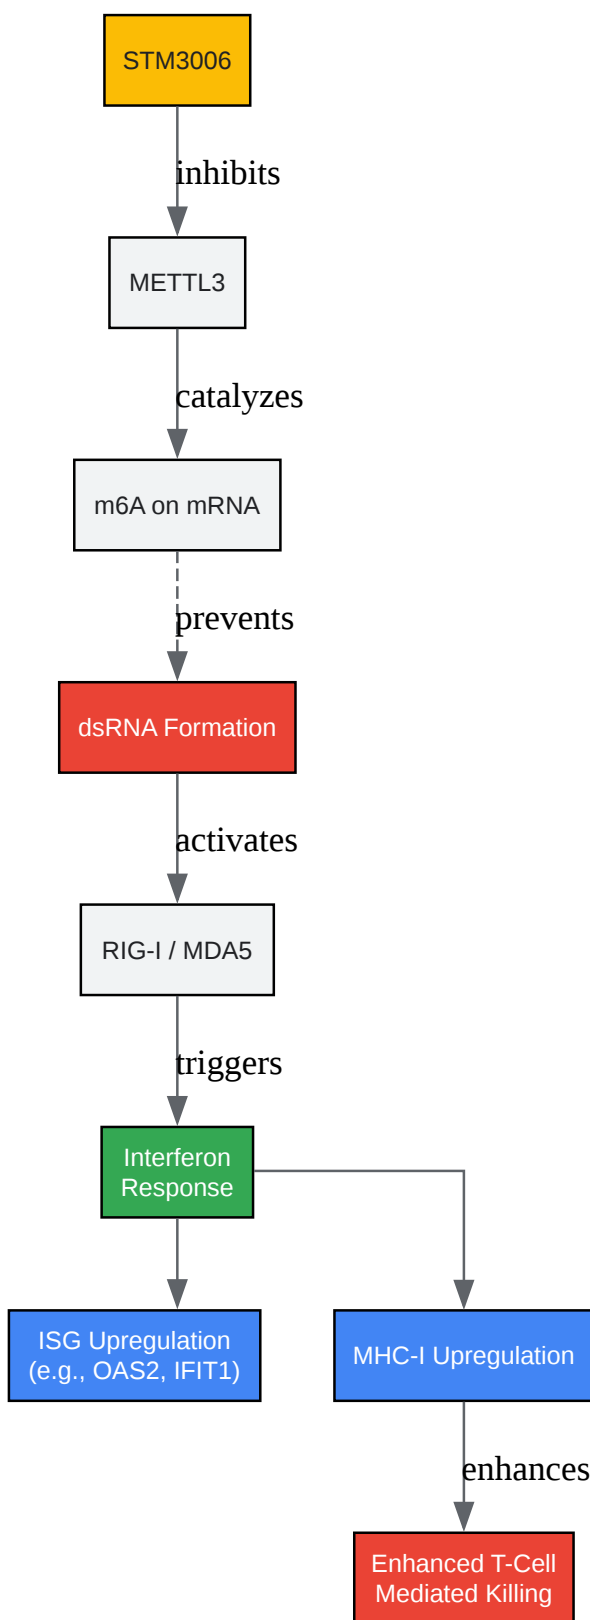 STM3006
inhibits
METTL3
catalyzes
m6A on mRNA
prevents
dsRNA Formation
activates
RIG-I / MDA5
triggers
Interferon
Response
ISG Upregulation
(e.g., OAS2, IFIT1)
MHC-I Upregulation
enhances
Enhanced T-Cell
Mediated Killing